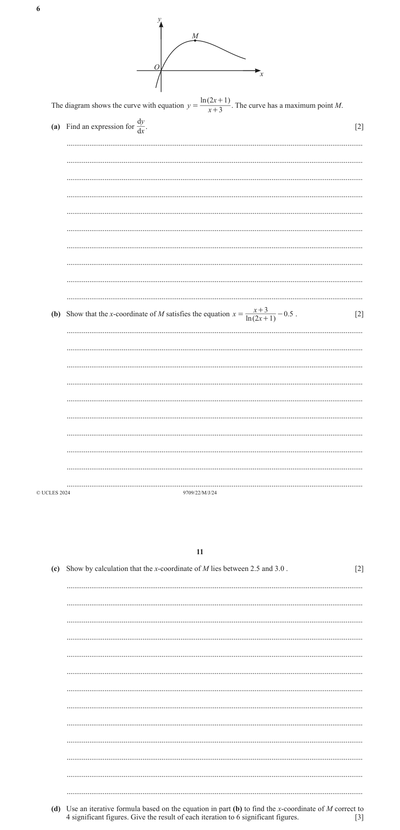 6
y
M
O
x
The diagram shows the curve with equation y = ln(2x+1)/(x+3). The curve has a maximum point M.
(a) Find an expression for dy/dx. [2]
(b) Show that the x-coordinate of M satisfies the equation x = (x+3)/ln(2x+1) − 0.5 . [2]
© UCLES 2024 9709/22/M/J/24
11
(c) Show by calculation that the x-coordinate of M lies between 2.5 and 3.0 . [2]
(d) Use an iterative formula based on the equation in part (b) to find the x-coordinate of M correct to
4 significant figures. Give the result of each iteration to 6 significant figures. [3]